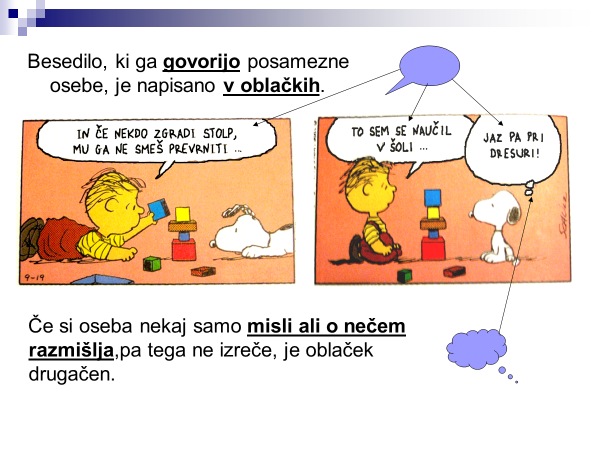 Besedilo, ki ga govorijo posamezne
osebe, je napisano v oblačkih.
IN ČE NEKDO ZGRADI STOLP,
MU GA NE SMEŠ PREVRNITI ...
9-19
TO SEM SE NAUČIL
V ŠOLI ...
JAZ PA PRI
DRESURI!
Če si oseba nekaj samo misli ali o nečem
razmišlja,pa tega ne izreče, je oblaček
drugačen.